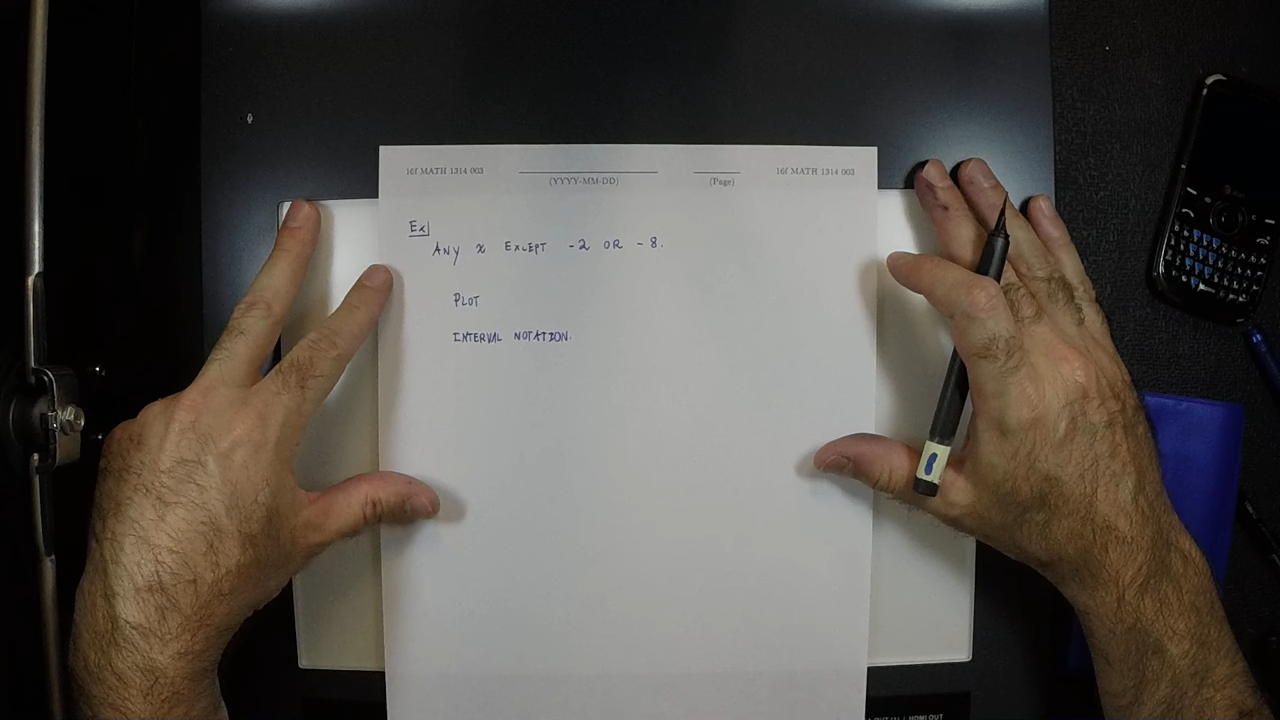 16f MATH 1314 003 (YYYY-MM-DD) (Page) 16f MATH 1314 003
Ex
ANY x EXCEPT -2 OR -8.
PLOT
INTERVAL NOTATION.